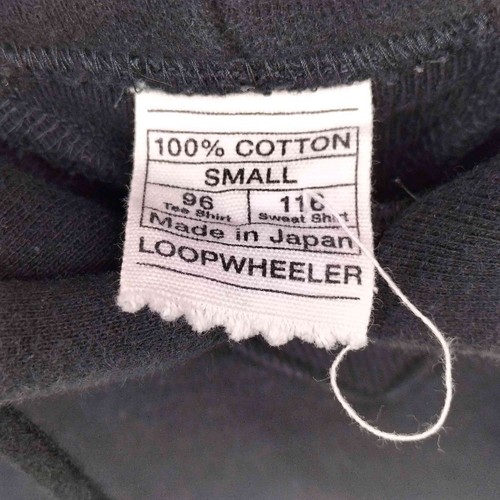 100% COTTON
SMALL
96 116
Tee Shirt Sweat Shirt
Made in Japan
LOOPWHEELER